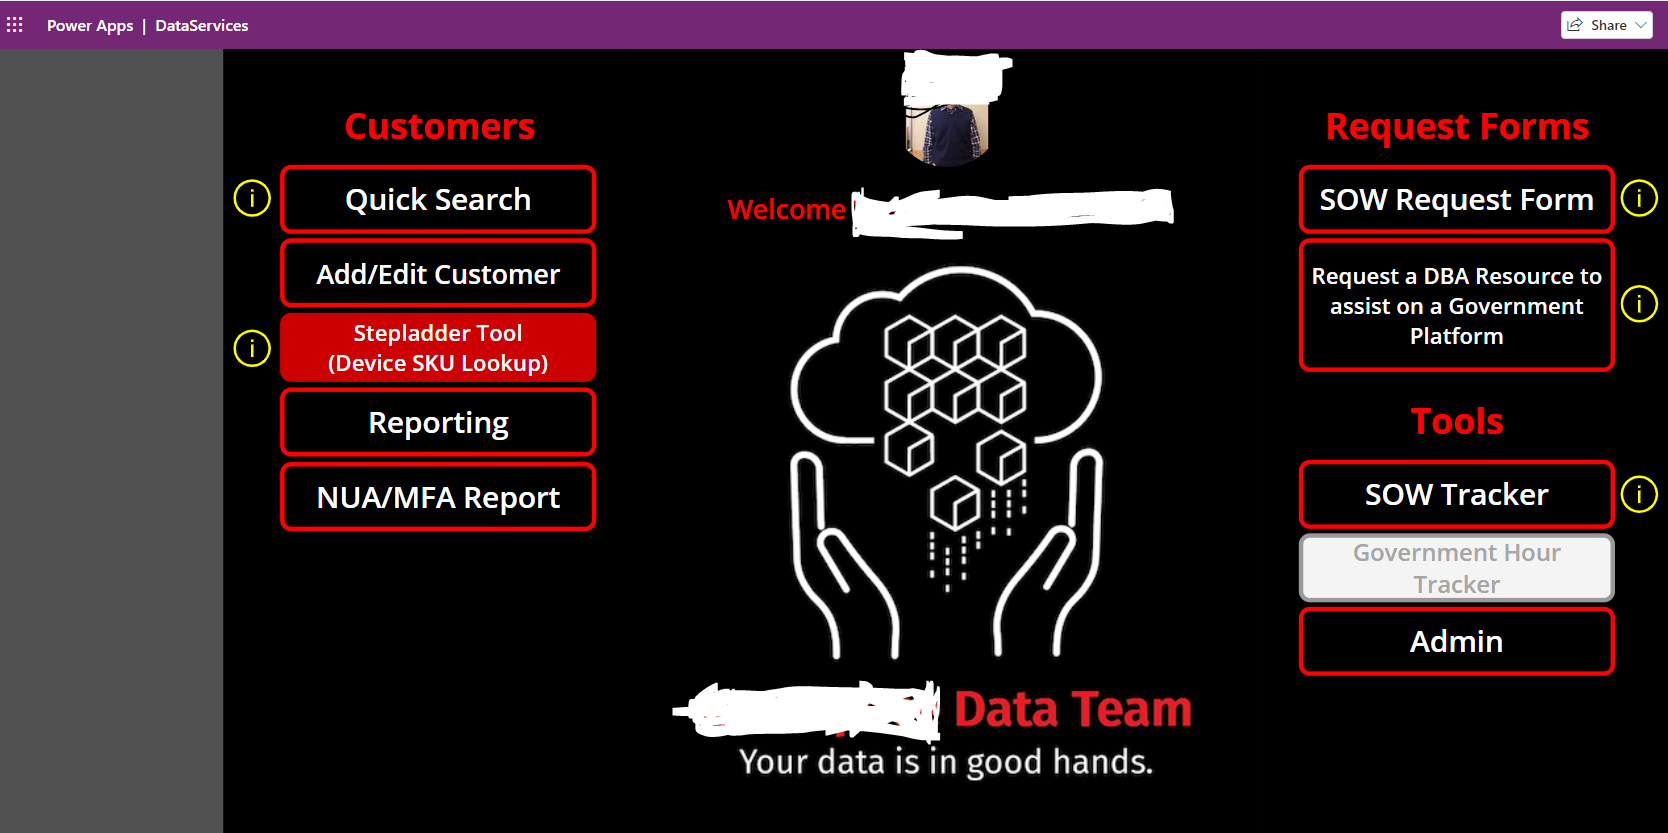 Power Apps | DataServices
Share
Customers
Quick Search
Add/Edit Customer
Stepladder Tool
(Device SKU Lookup)
Reporting
NUA/MFA Report
Welcome
Data Team
Your data is in good hands.
Request Forms
SOW Request Form
Request a DBA Resource to
assist on a Government
Platform
Tools
SOW Tracker
Government Hour
Tracker
Admin